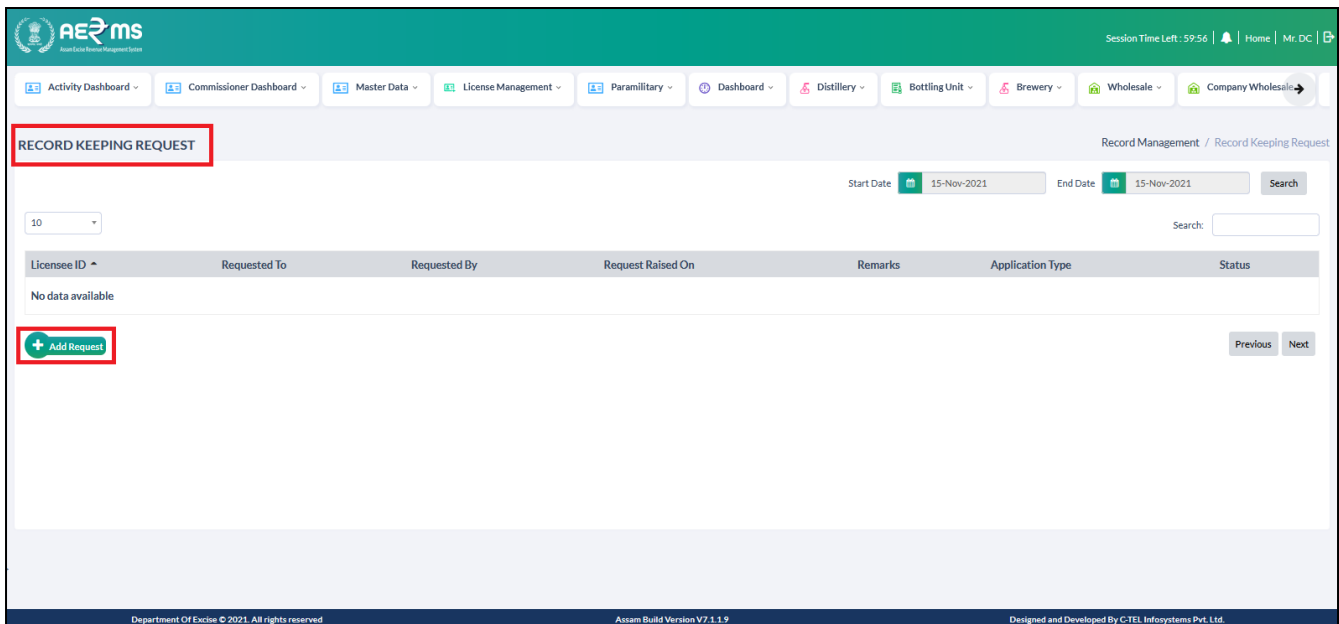 AE₹MS
Assam Excise Revenue Management System
Session Time Left : 59:56 | Home | Mr. DC
Activity Dashboard Commissioner Dashboard Master Data License Management Paramilitary Dashboard Distillery Bottling Unit Brewery Wholesale Company Wholesale
RECORD KEEPING REQUEST Record Management / Record Keeping Request
Start Date 15-Nov-2021 End Date 15-Nov-2021 Search
10 Search:
Licensee ID Requested To Requested By Request Raised On Remarks Application Type Status
No data available
+ Add Request Previous Next
Department Of Excise © 2021. All rights reserved Assam Build Version V7.1.1.9 Designed and Developed By C-TEL Infosystems Pvt. Ltd.